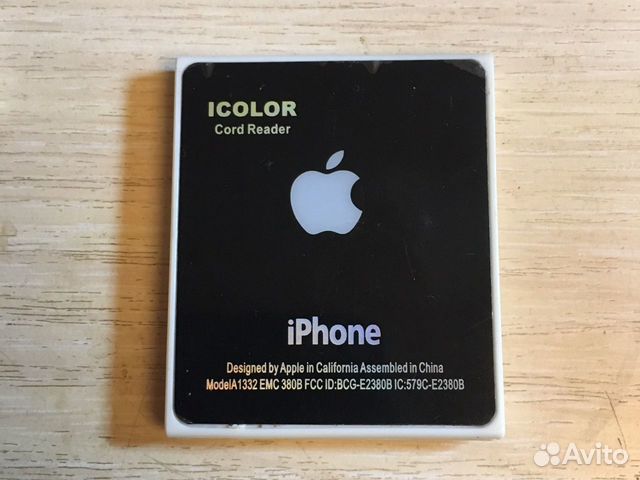 ICOLOR
Cord Reader
iPhone
Designed by Apple in California Assembled in China
ModelA1332 EMC 380B FCC ID:BCG-E2380B IC:579C-E2380B
Avito